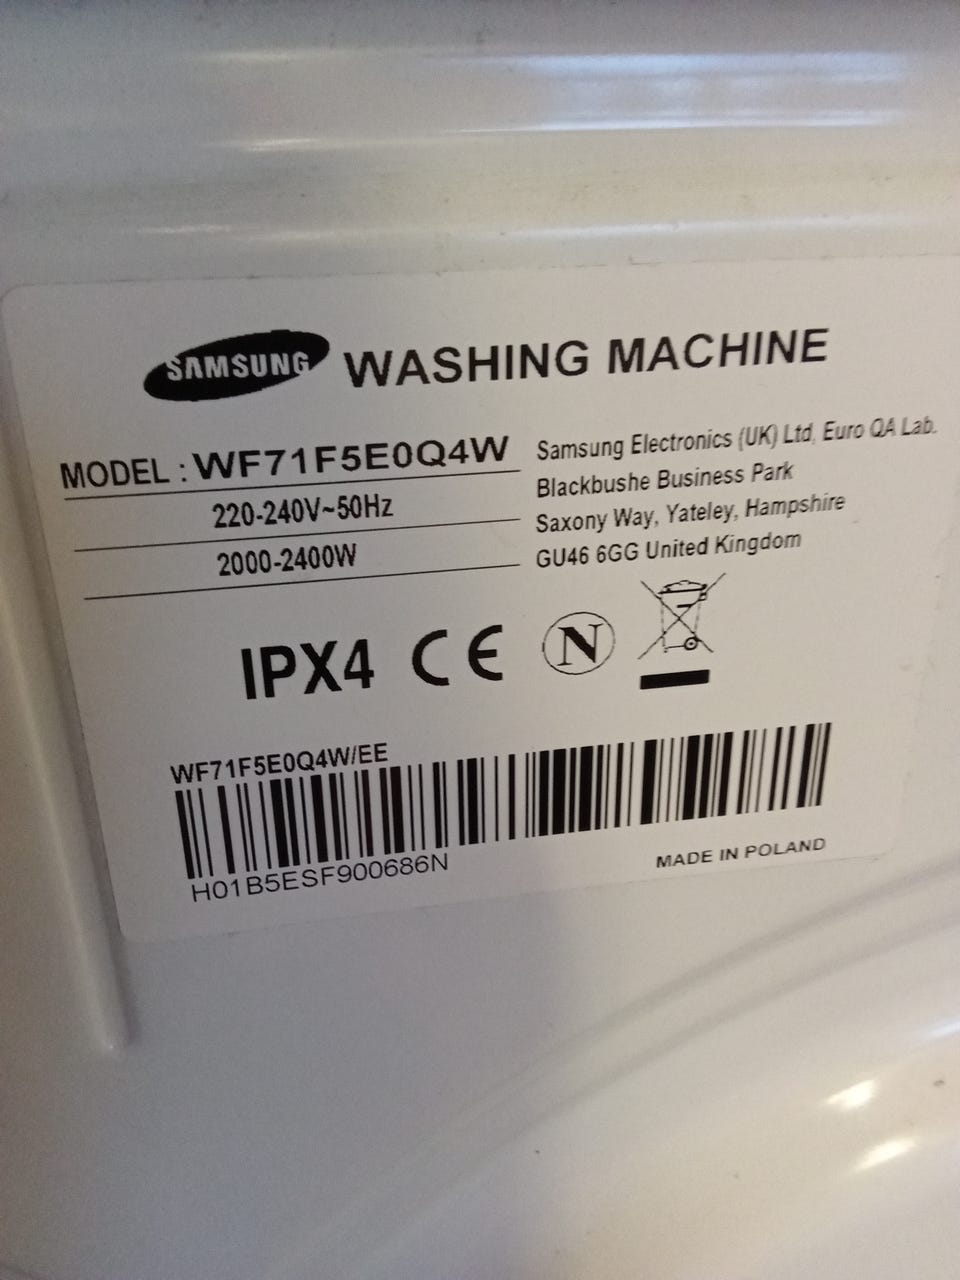 SAMSUNG WASHING MACHINE
MODEL : WF71F5E0Q4W
220-240V~50Hz
2000-2400W
Samsung Electronics (UK) Ltd, Euro QA Lab.
Blackbushe Business Park
Saxony Way, Yateley, Hampshire
GU46 6GG United Kingdom
IPX4 CE N
WF71F5E0Q4W/EE
H01B5ESF900686N
MADE IN POLAND